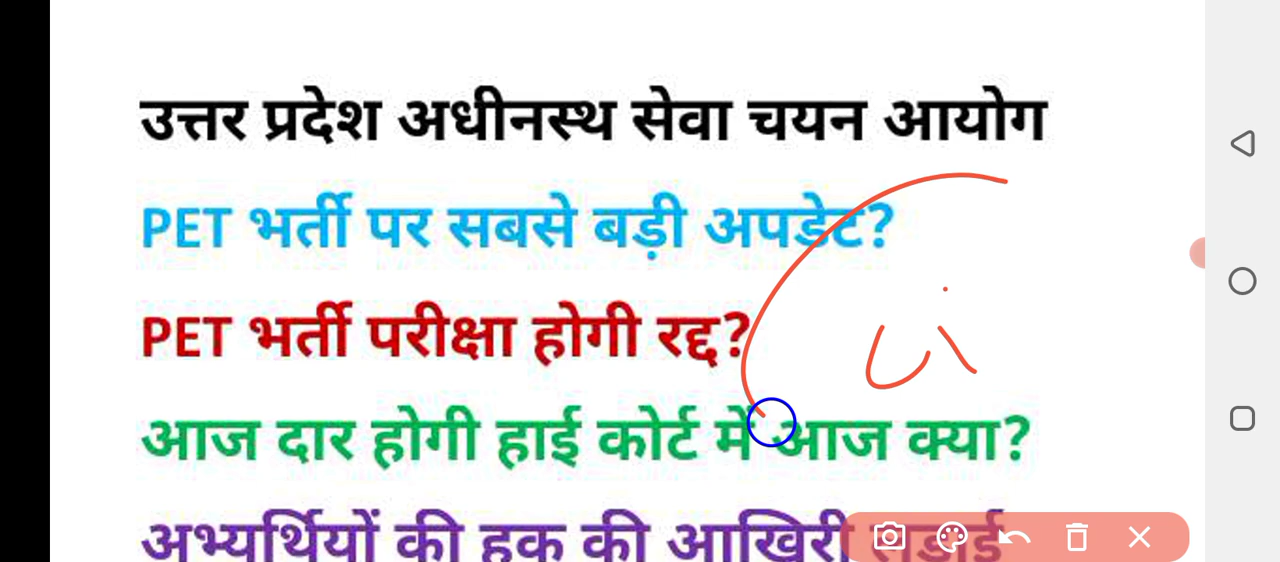 उत्तर प्रदेश अधीनस्थ सेवा चयन आयोग
PET भर्ती पर सबसे बड़ी अपडेट?
PET भर्ती परीक्षा होगी रद्द?
आज दार होगी हाई कोर्ट में आज क्या?
अभ्यर्थियों की हक की आखिरी लड़ाई